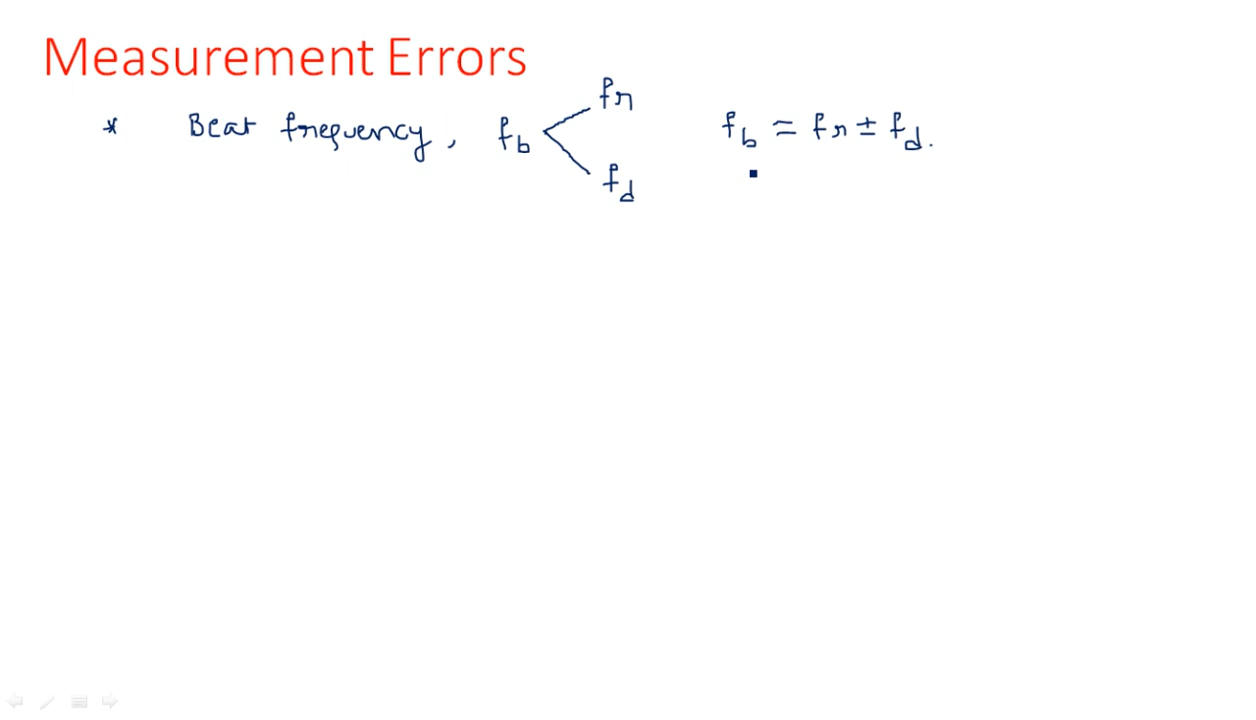 Measurement Errors
* Beat frequency, fb < fr fd
fb = fr ± fd.